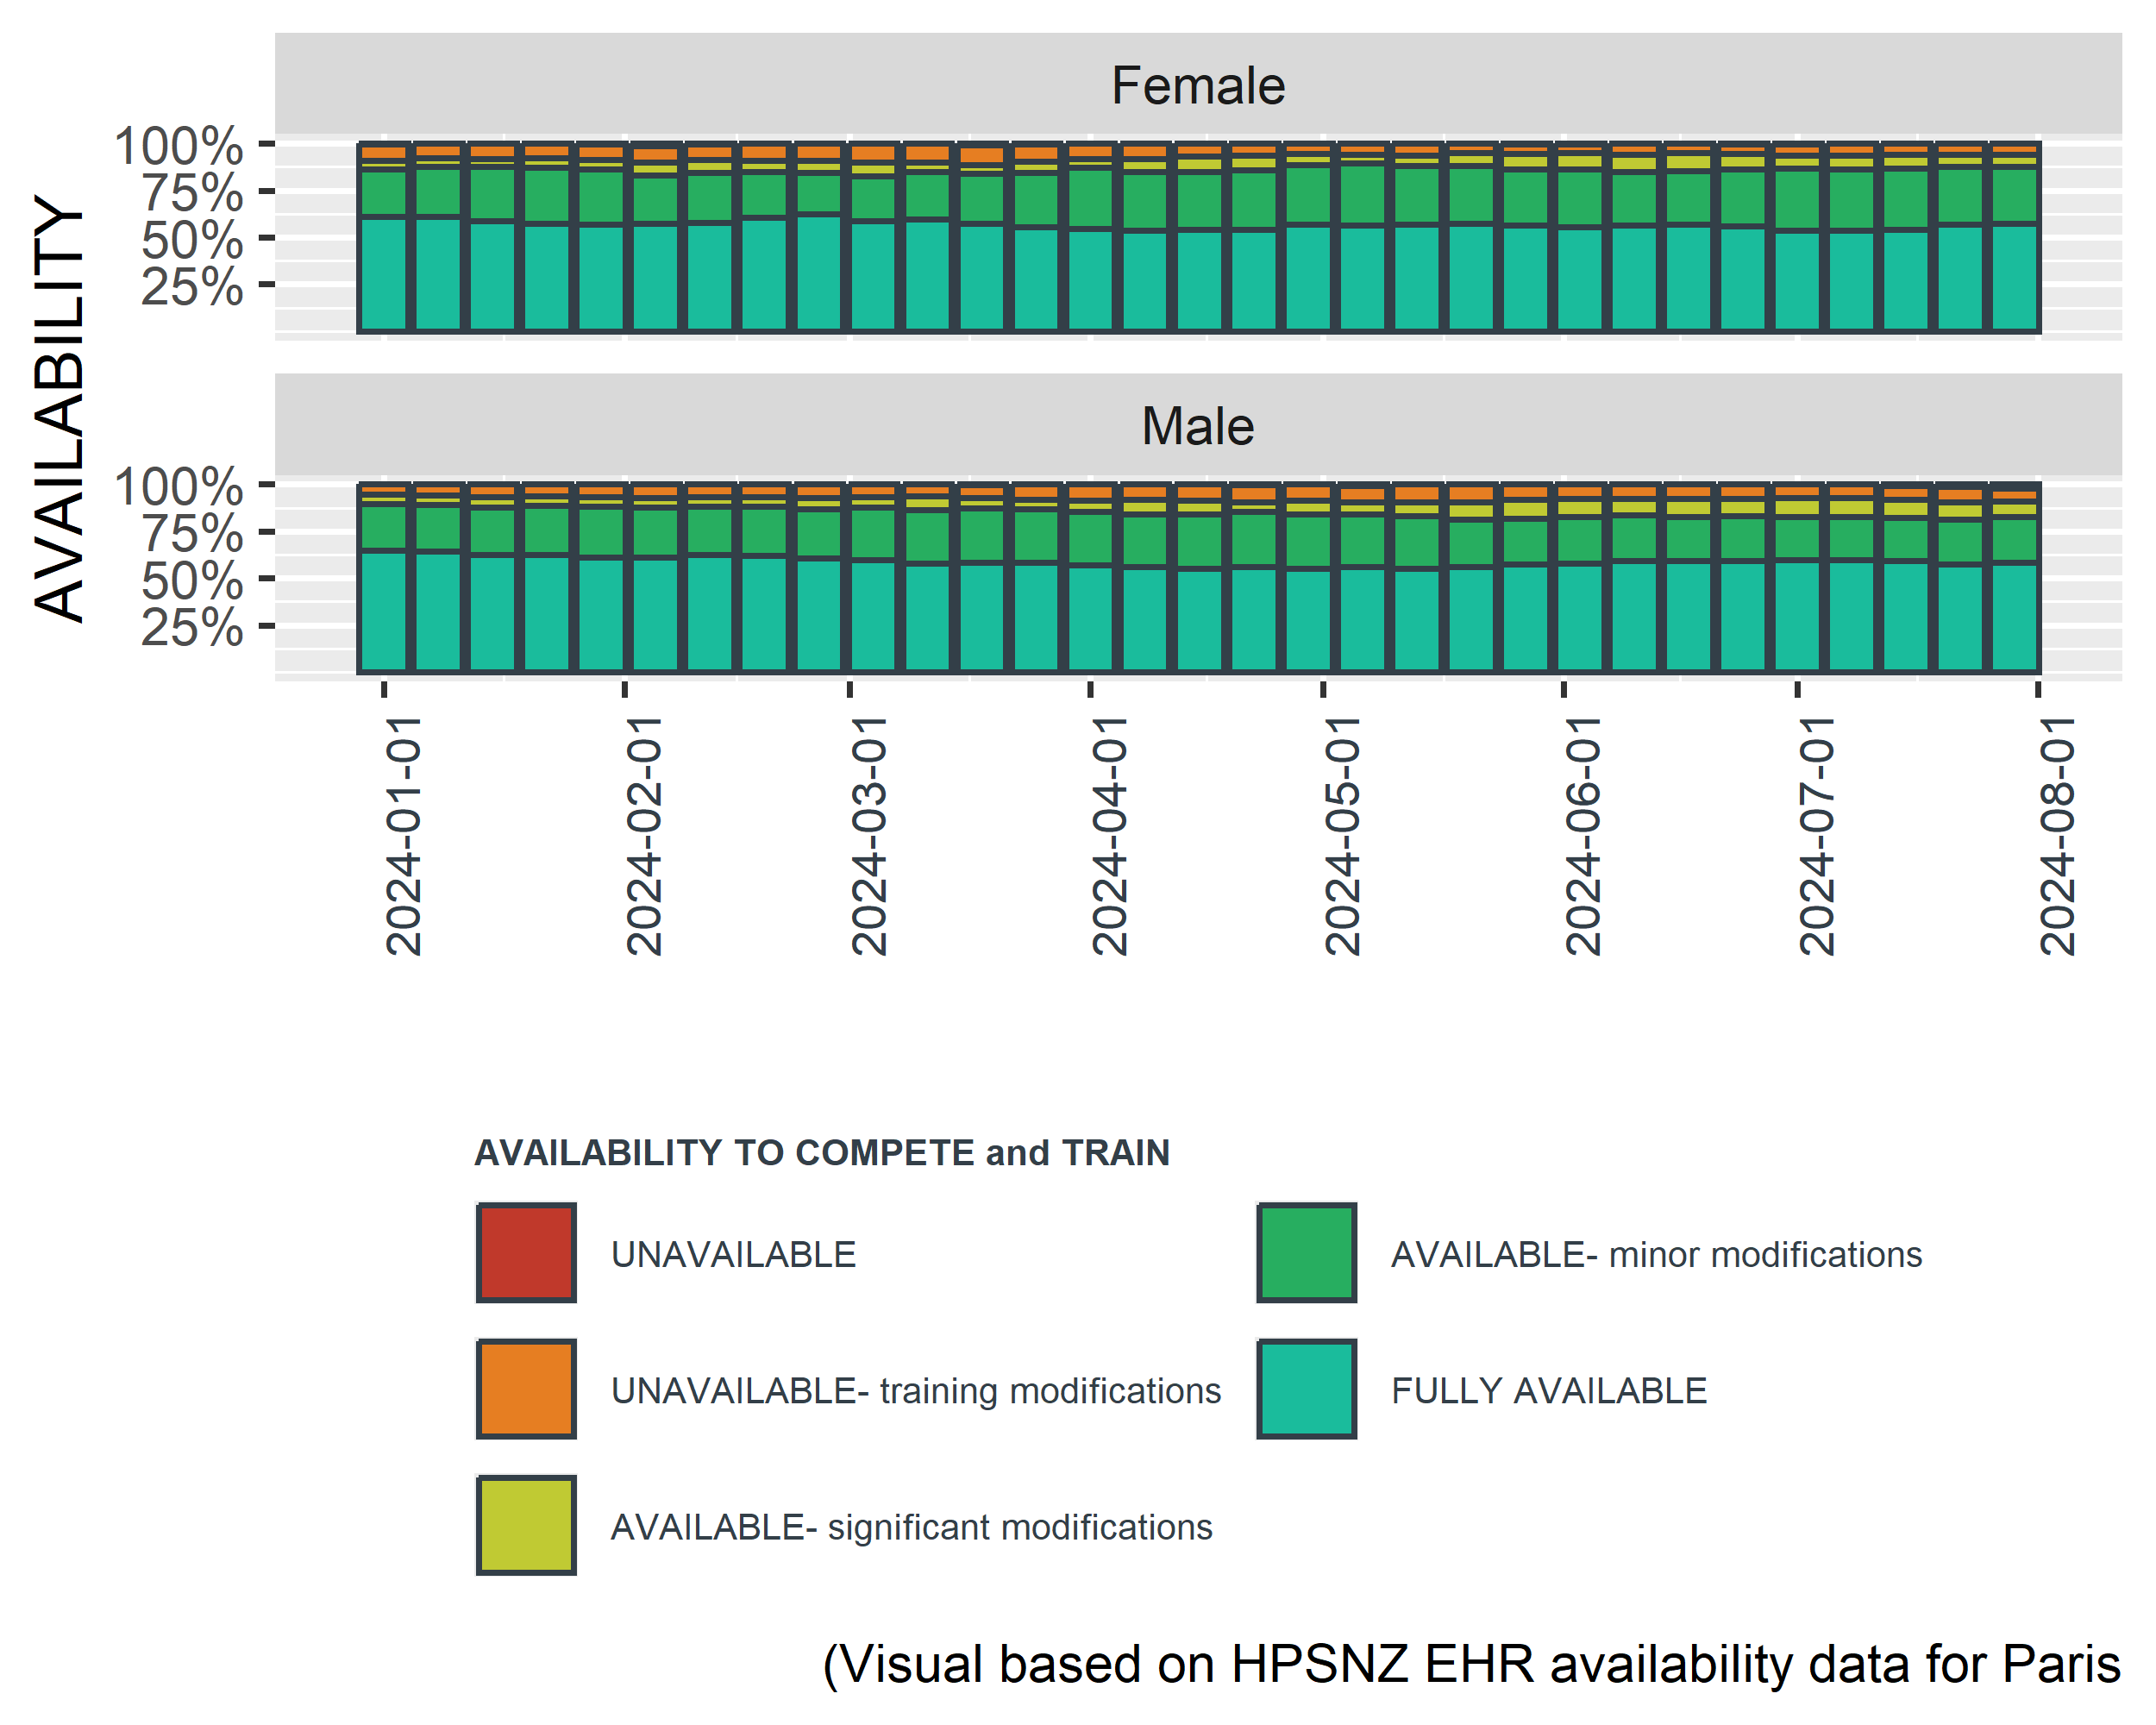 AVAILABILITY
Female
100%
75%
50%
25%
Male
100%
75%
50%
25%
2024-01-01
2024-02-01
2024-03-01
2024-04-01
2024-05-01
2024-06-01
2024-07-01
2024-08-01
AVAILABILITY TO COMPETE and TRAIN
UNAVAILABLE
UNAVAILABLE- training modifications
AVAILABLE- significant modifications
AVAILABLE- minor modifications
FULLY AVAILABLE
(Visual based on HPSNZ EHR availability data for Paris